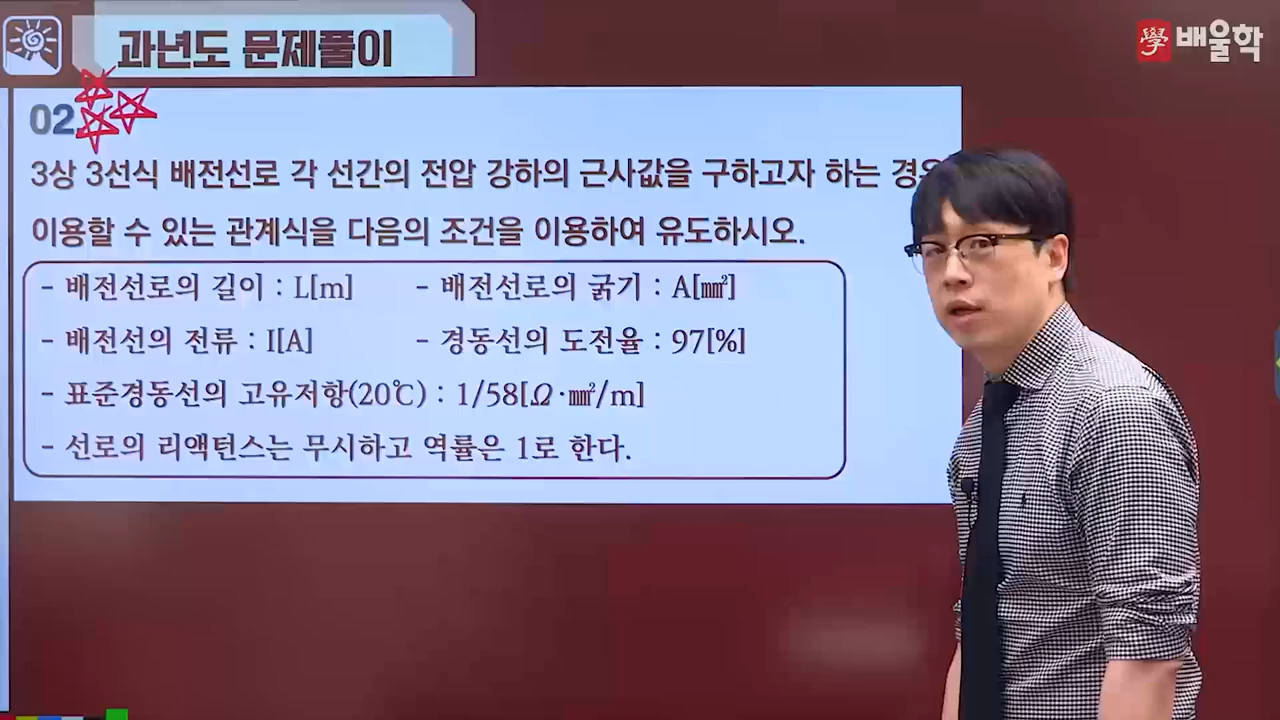 과년도 문제풀이
學 배울학
02
3상 3선식 배전선로 각 선간의 전압 강하의 근사값을 구하고자 하는
이용할 수 있는 관계식을 다음의 조건을 이용하여 유도하시오.
- 배전선로의 길이 : L[m] - 배전선로의 굵기 : A[㎟]
- 배전선의 전류 : I[A] - 경동선의 도전율 : 97[%]
- 표준경동선의 고유저항(20℃) : 1/58[Ω·㎟/m]
- 선로의 리액턴스는 무시하고 역률은 1로 한다.